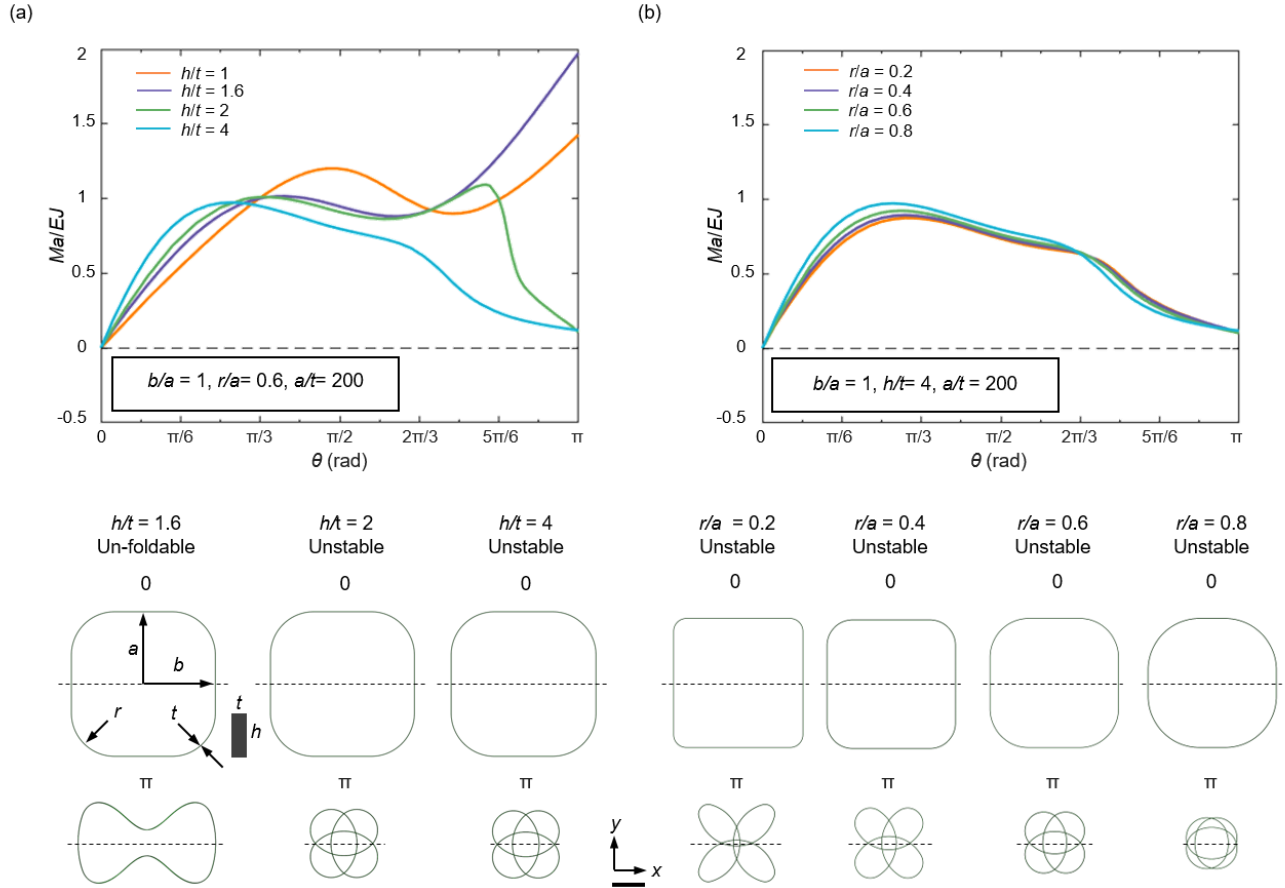 (a)
2
1.5
1
0.5
0
-0.5
Ma/EJ
h/t = 1
h/t = 1.6
h/t = 2
h/t = 4
b/a = 1, r/a= 0.6, a/t= 200
0 π/6 π/3 π/2 2π/3 5π/6 π
θ (rad)
h/t = 1.6 h/t = 2 h/t = 4
Un-foldable Unstable Unstable
0 0 0
a
b
r
t
t
h
π π π
y
x
(b)
2
1.5
1
0.5
0
-0.5
Ma/EJ
r/a = 0.2
r/a = 0.4
r/a = 0.6
r/a = 0.8
b/a = 1, h/t= 4, a/t = 200
0 π/6 π/3 π/2 2π/3 5π/6 π
θ (rad)
r/a = 0.2 r/a = 0.4 r/a = 0.6 r/a = 0.8
Unstable Unstable Unstable Unstable
0 0 0 0
π π π π